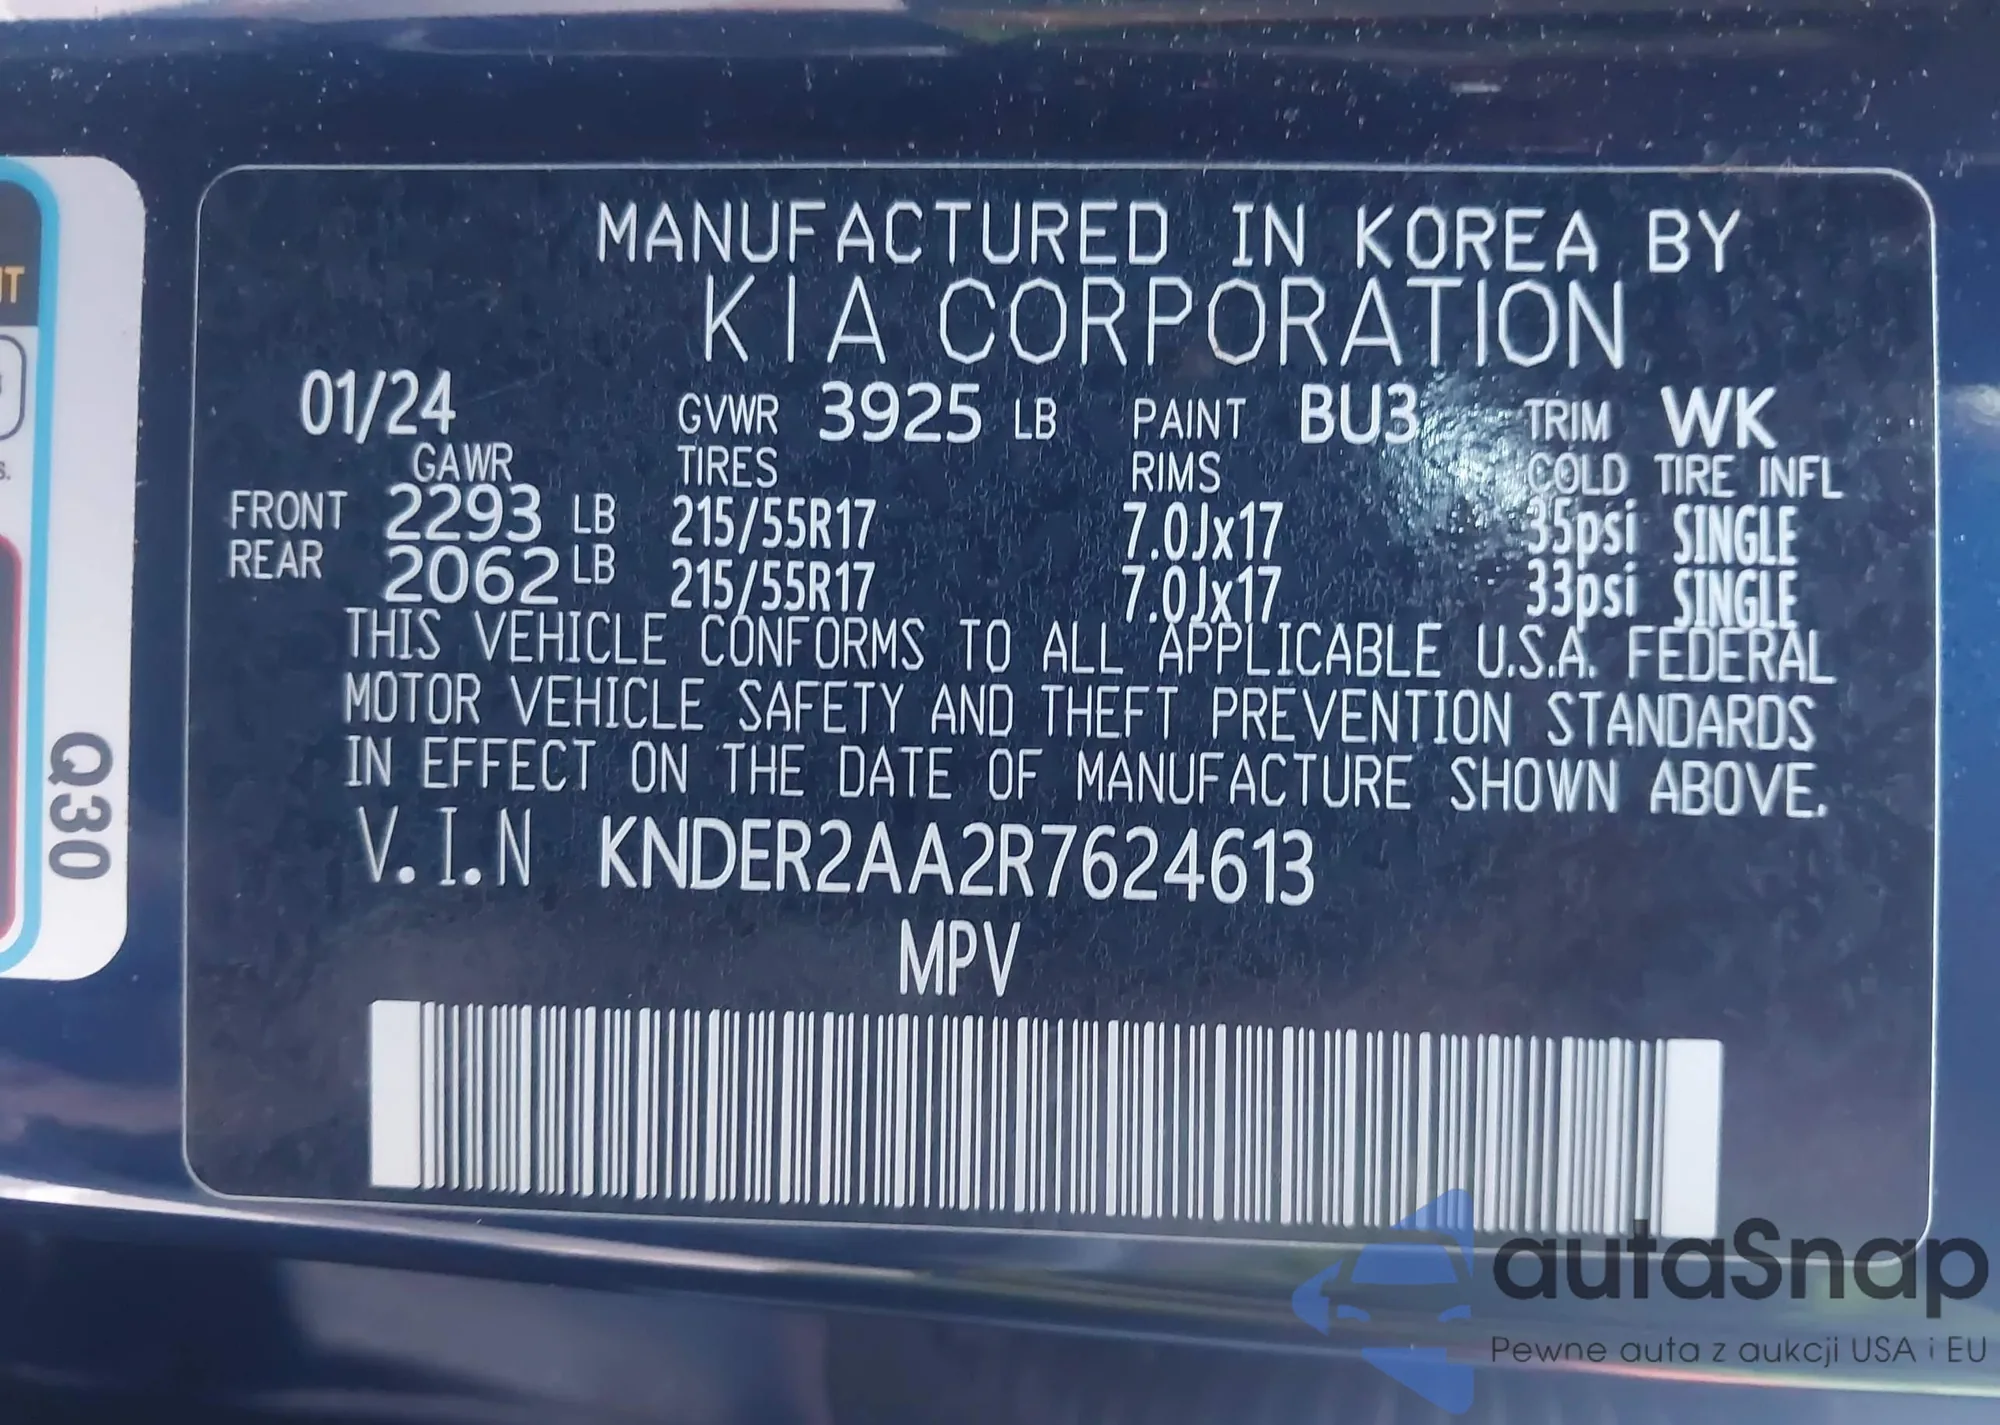 MANUFACTURED IN KOREA BY
KIA CORPORATION
01/24 GVWR 3925 LB PAINT BU3 TRIM WK
GAWR TIRES RIMS COLD TIRE INFL
FRONT 2293 LB 215/55R17 7.0Jx17 35psi SINGLE
REAR 2062 LB 215/55R17 7.0Jx17 33psi SINGLE
THIS VEHICLE CONFORMS TO ALL APPLICABLE U.S.A. FEDERAL
MOTOR VEHICLE SAFETY AND THEFT PREVENTION STANDARDS
IN EFFECT ON THE DATE OF MANUFACTURE SHOWN ABOVE.
V.I.N KNDER2AA2R7624613
MPV
Q30
autaSnap
Pewne auta z aukcji USA i EU